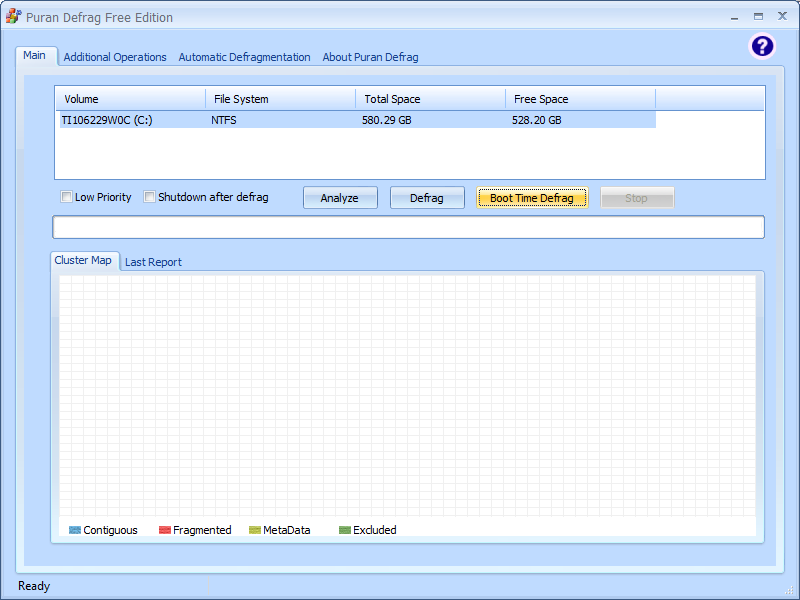 Puran Defrag Free Edition
Main Additional Operations Automatic Defragmentation About Puran Defrag ?
Volume File System Total Space Free Space
TI106229W0C (C:) NTFS 580.29 GB 528.20 GB
Low Priority Shutdown after defrag Analyze Defrag Boot Time Defrag Stop
Cluster Map Last Report
Contiguous Fragmented MetaData Excluded
Ready